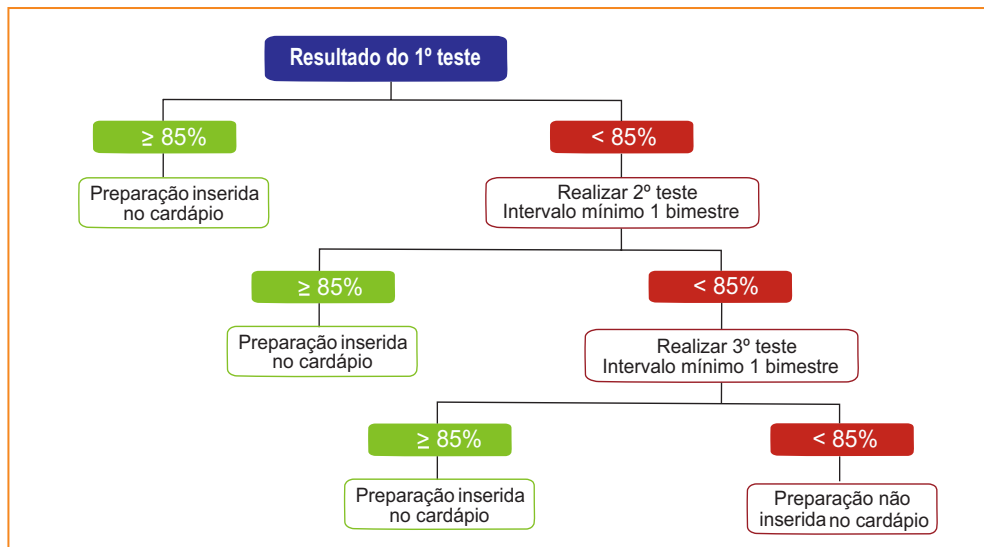 Resultado do 1º teste
≥ 85%
< 85%
Preparação inserida
no cardápio
Realizar 2º teste
Intervalo mínimo 1 bimestre
≥ 85%
< 85%
Preparação inserida
no cardápio
Realizar 3º teste
Intervalo mínimo 1 bimestre
≥ 85%
< 85%
Preparação inserida
no cardápio
Preparação não
inserida no cardápio